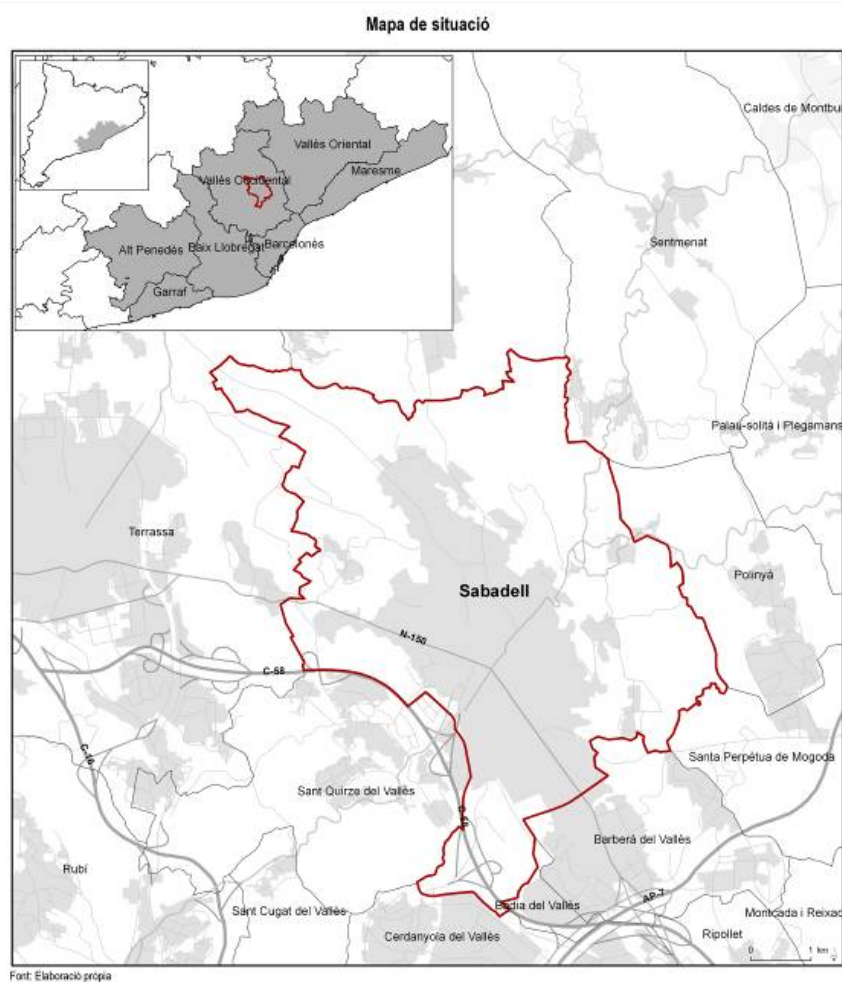 Mapa de situació
Caldes de Montbui
Vallès Oriental
Maresme
Vallès Occidental
Sentmenat
Alt Penedès
Baix Llobregat
Barcelonès
Garraf
Palau-solità i Plegamans
Terrassa
Polinyà
Sabadell
N-150
C-58
C-16
Santa Perpètua de Mogoda
Sant Quirze del Vallès
C-58
Barberà del Vallès
Rubí
AP-7
Sant Cugat del Vallès
Badia del Vallès
Montcada i Reixac
Cerdanyola del Vallès
Ripollet
0 1 km
Font: Elaboració pròpia